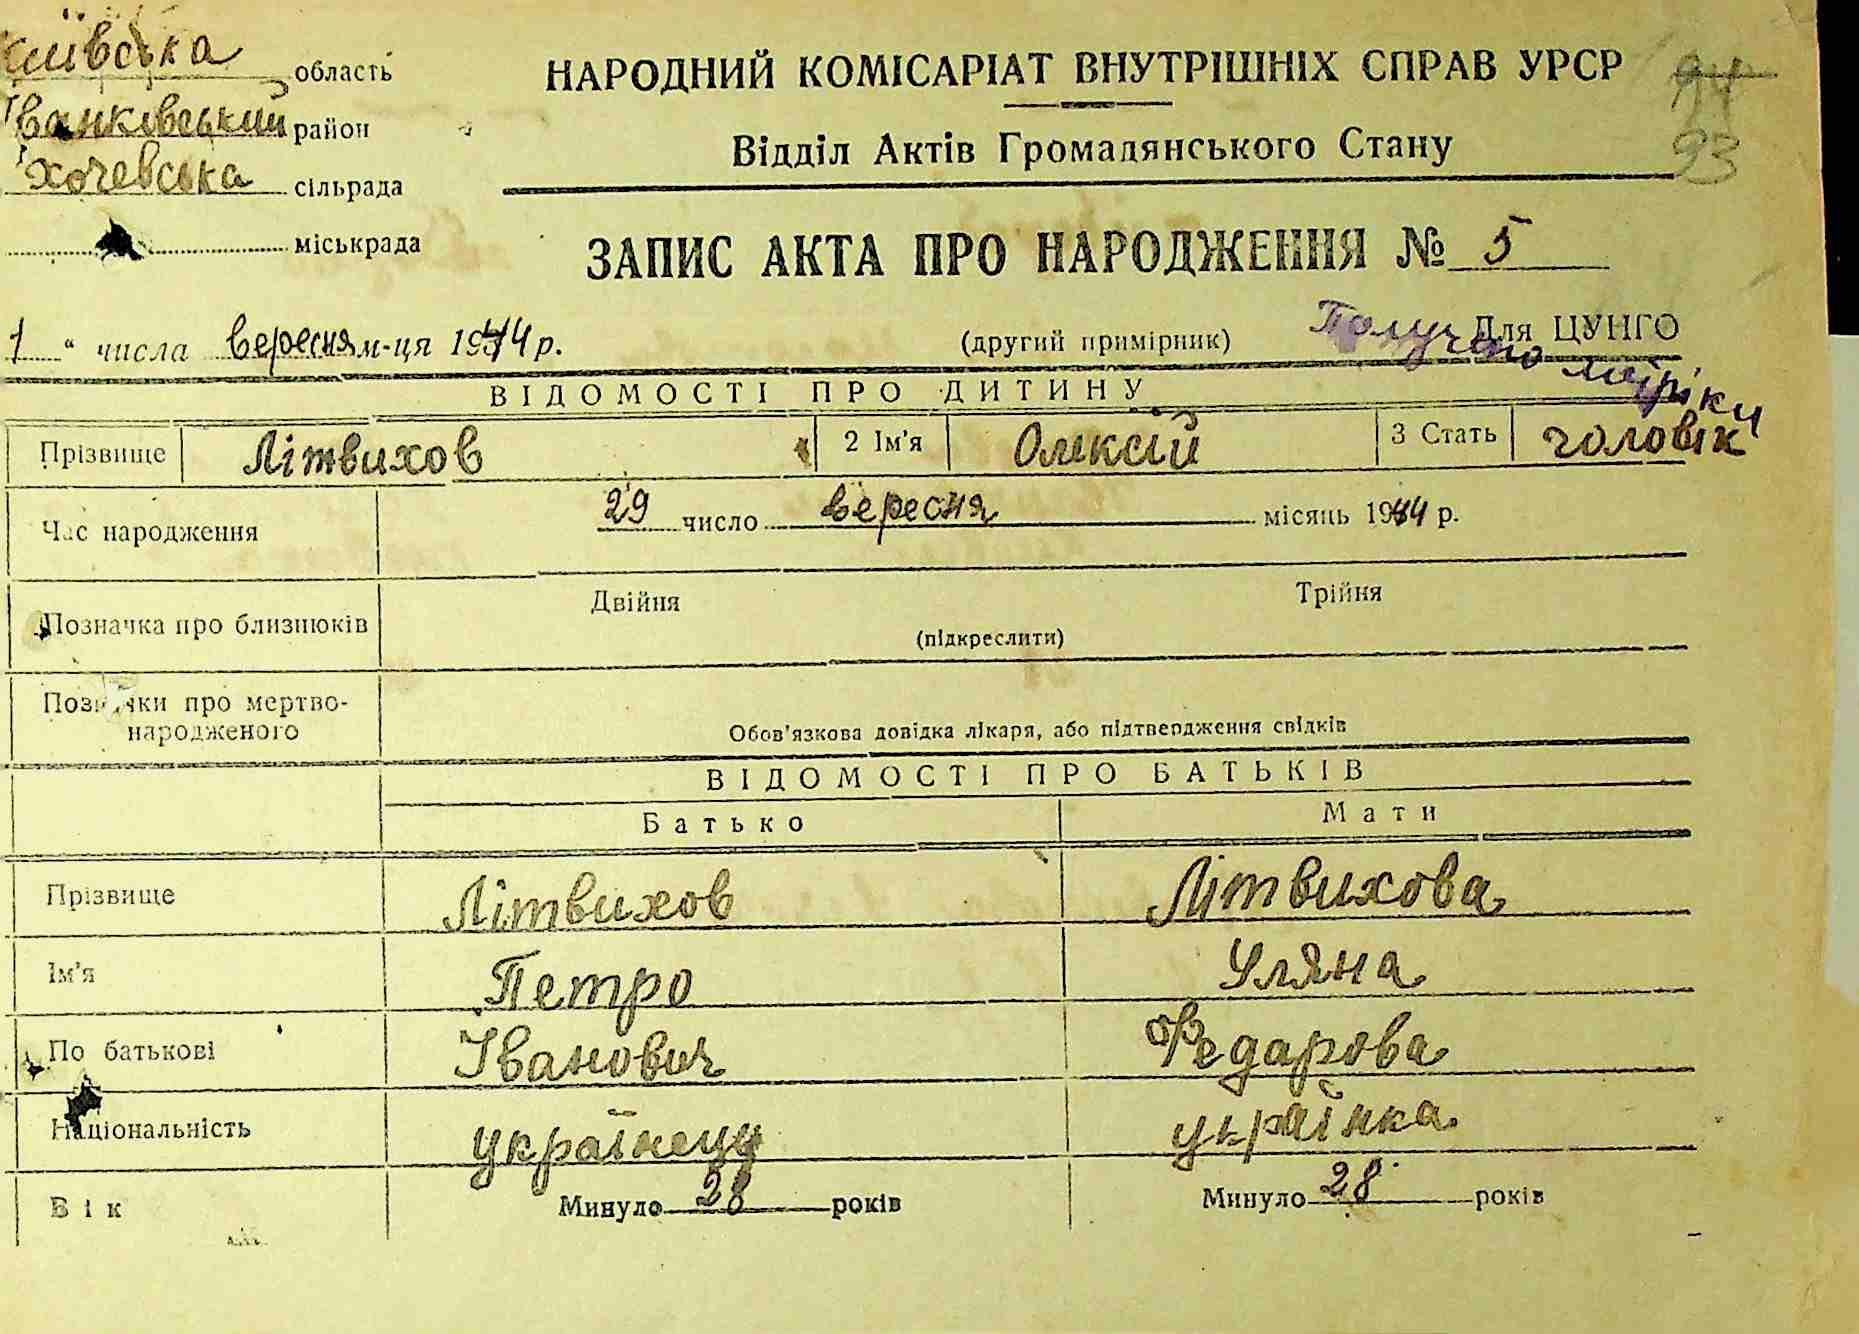 Київська область
Іванківський район
Хочевська сільрада
міськрада
НАРОДНИЙ КОМІСАРІАТ ВНУТРІШНІХ СПРАВ УРСР
94
93
Відділ Актів Громадянського Стану
ЗАПИС АКТА ПРО НАРОДЖЕННЯ № 5
1 " числа вересня м-ця 1944 р.
(другий примірник)
Для ЦУНГО
Получено
ВІДОМОСТІ ПРО ДИТИНУ
Прізвище Літвихов 2 Ім'я Олексій 3 Стать чоловік
Час народження 29 число вересня місяць 1944 р.
Позначка про близнюків Двійня Трійня
(підкреслити)
Позначки про мертво-
народженого
Обов'язкова довідка лікаря, або підтвердження свідків
ВІДОМОСТІ ПРО БАТЬКІВ
Батько Мати
Прізвище Літвихов Літвихова
Ім'я Петро Уляна
По батькові Іванович Федарова
Національність українец українка
Вік Минуло 28 років Минуло 28 років